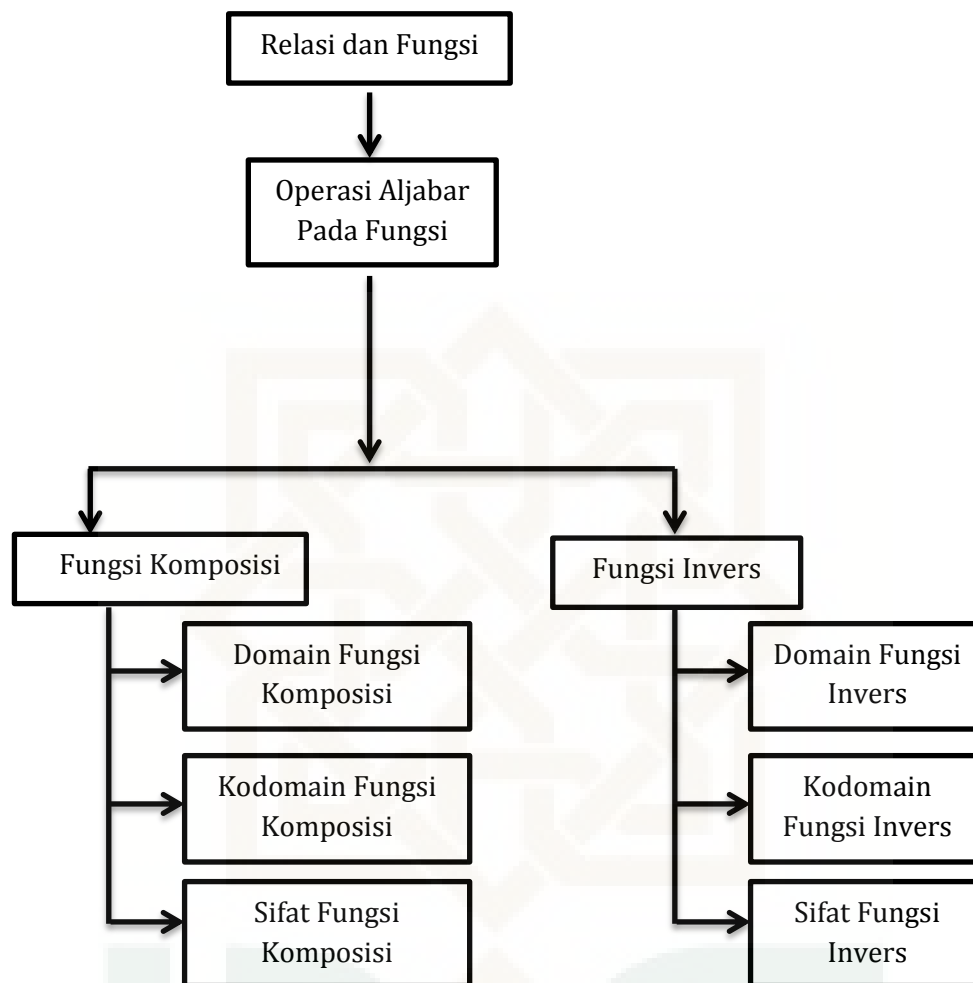 Relasi dan Fungsi
Operasi Aljabar
Pada Fungsi
Fungsi Komposisi
Domain Fungsi
Komposisi
Kodomain Fungsi
Komposisi
Sifat Fungsi
Komposisi
Fungsi Invers
Domain Fungsi
Invers
Kodomain
Fungsi Invers
Sifat Fungsi
Invers